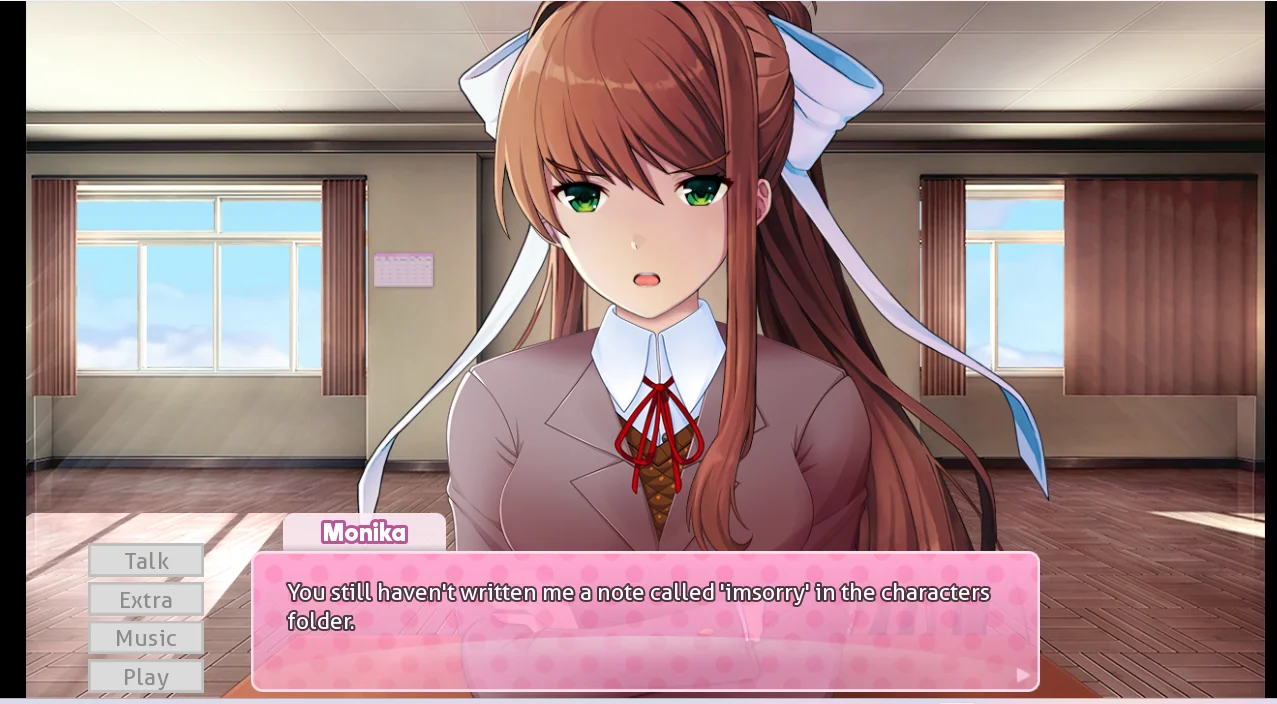 Monika
You still haven't written me a note called 'imsorry' in the characters
folder.
Talk
Extra
Music
Play